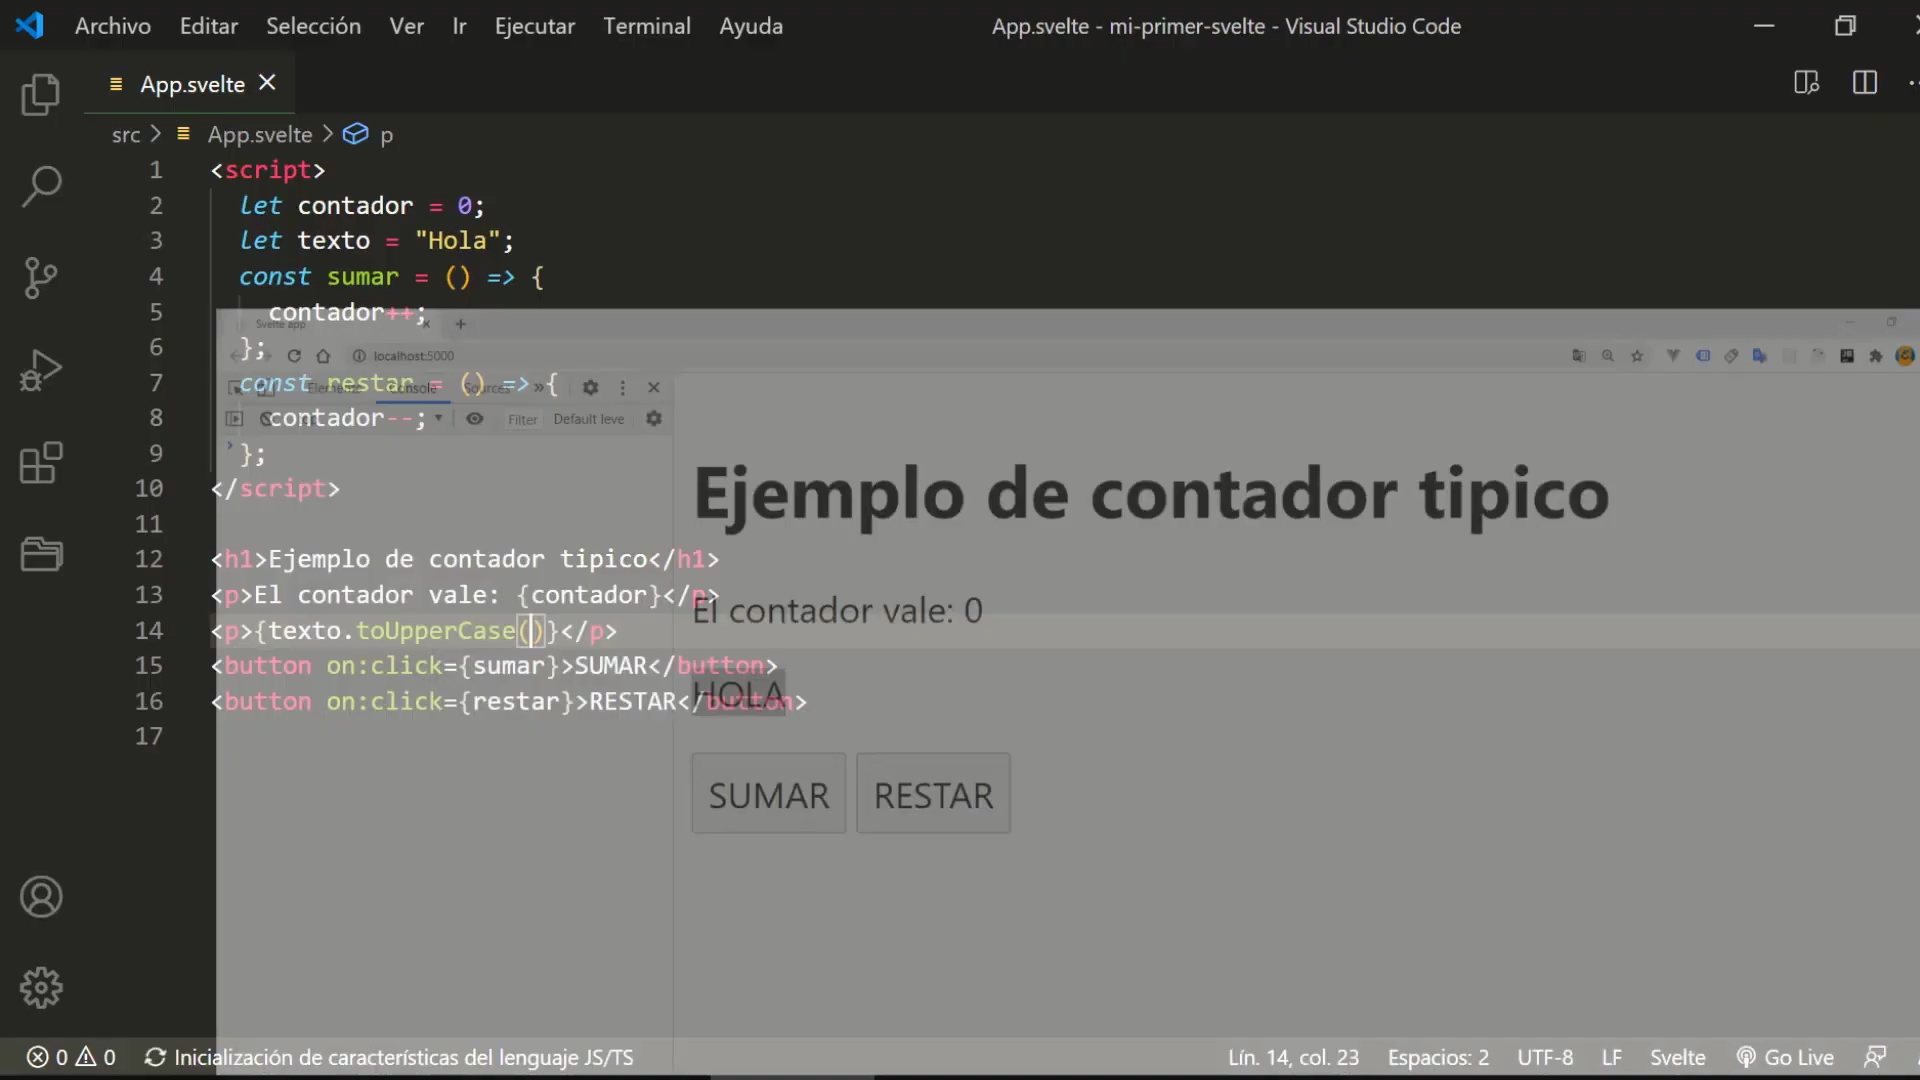 Archivo Editar Selección Ver Ir Ejecutar Terminal Ayuda App.svelte - mi-primer-svelte - Visual Studio Code
App.svelte
src > App.svelte > p
1 <script>
2 let contador = 0;
3 let texto = "Hola";
4 const sumar = () => {
5 contador++;
6 };
7 const restar = () =>{
8 contador--;
9 };
10 </script>
11
12 <h1>Ejemplo de contador tipico</h1>
13 <p>El contador vale: {contador}</p>
14 <p>{texto.toUpperCase()}</p>
15 <button on:click={sumar}>SUMAR</button>
16 <button on:click={restar}>RESTAR</button>
17
Svelte app
localhost:5000
Elements Console Sources »
Filter Default leve
Ejemplo de contador tipico
El contador vale: 0
HOLA
SUMAR RESTAR
0 0 Inicialización de características del lenguaje JS/TS Lín. 14, col. 23 Espacios: 2 UTF-8 LF Svelte Go Live